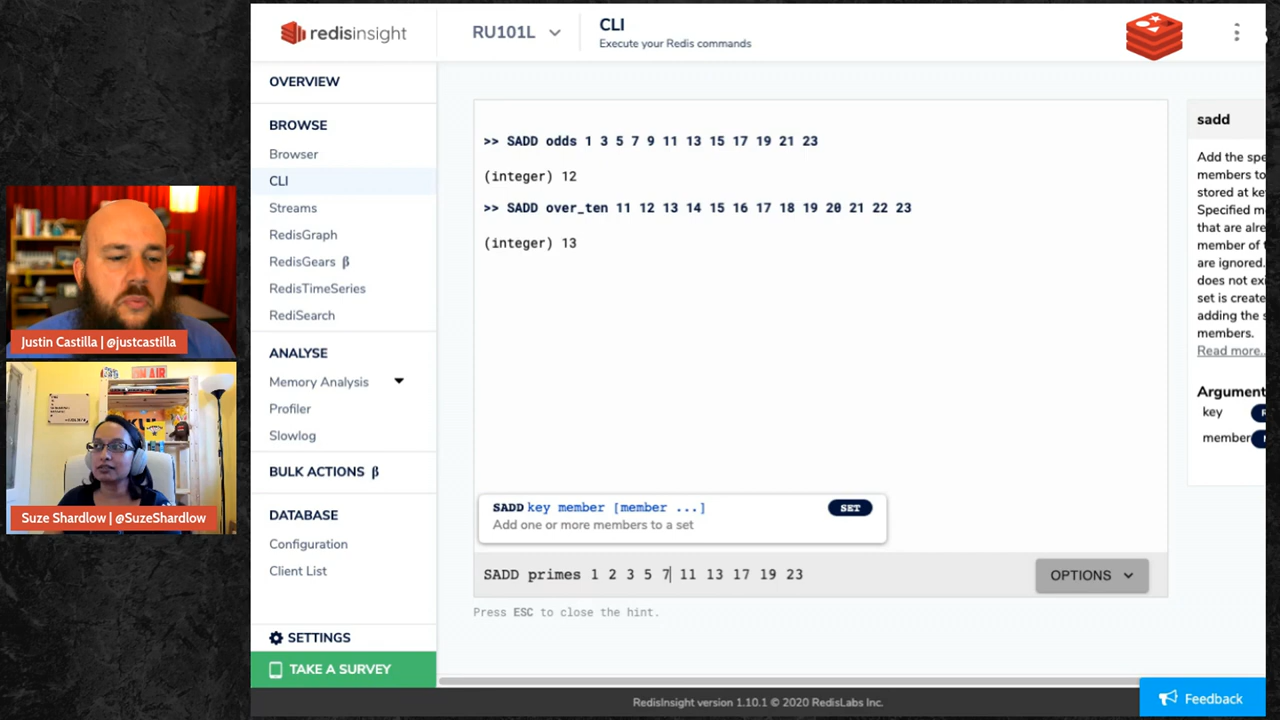 redisinsight
RU101L
CLI
Execute your Redis commands
OVERVIEW
BROWSE
Browser
CLI
Streams
RedisGraph
RedisGears β
RedisTimeSeries
RediSearch
ANALYSE
Memory Analysis
Profiler
Slowlog
BULK ACTIONS β
DATABASE
Configuration
Client List
SETTINGS
TAKE A SURVEY
>> SADD odds 1 3 5 7 9 11 13 15 17 19 21 23
(integer) 12
>> SADD over_ten 11 12 13 14 15 16 17 18 19 20 21 22 23
(integer) 13
SADD key member [member ...]
SET
Add one or more members to a set
SADD primes 1 2 3 5 7 11 13 17 19 23
OPTIONS
Press ESC to close the hint.
sadd
Add the spe
members to
stored at ke
Specified m
that are alre
member of t
are ignored.
does not exi
set is create
adding the s
members.
Read more..
Argument
key
member
RedisInsight version 1.10.1 © 2020 RedisLabs Inc.
Feedback
Justin Castilla | @justcastilla
ON AIR
Suze Shardlow | @SuzeShardlow